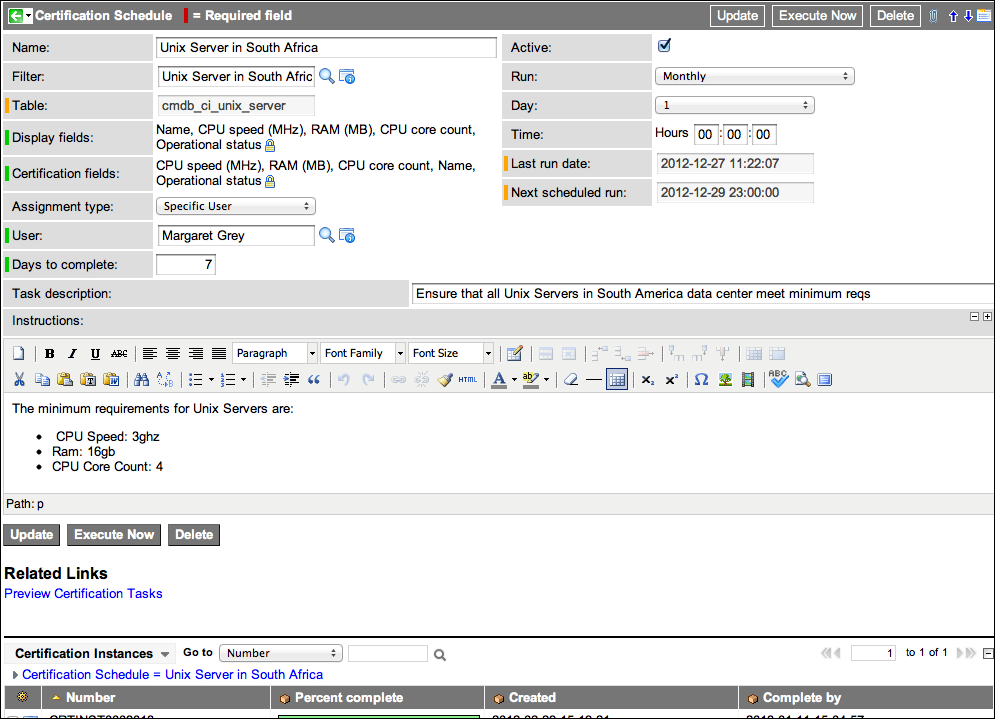 Certification Schedule = Required field Update Execute Now Delete
Name: Unix Server in South Africa Active:
Filter: Unix Server in South Afric Run: Monthly
Table: cmdb_ci_unix_server Day: 1
Display fields: Name, CPU speed (MHz), RAM (MB), CPU core count, Operational status Time: Hours 00 : 00 : 00
Certification fields: CPU speed (MHz), RAM (MB), CPU core count, Name, Operational status Last run date: 2012-12-27 11:22:07
Next scheduled run: 2012-12-29 23:00:00
Assignment type: Specific User
User: Margaret Grey
Days to complete: 7
Task description: Ensure that all Unix Servers in South America data center meet minimum reqs
Instructions:
B I U ABC Paragraph Font Family Font Size
HTML A ab x₂ x² Ω ABC
The minimum requirements for Unix Servers are:
• CPU Speed: 3ghz
• Ram: 16gb
• CPU Core Count: 4
Path: p
Update Execute Now Delete
Related Links
Preview Certification Tasks
Certification Instances Go to Number 1 to 1 of 1
Certification Schedule = Unix Server in South Africa
Number Percent complete Created Complete by